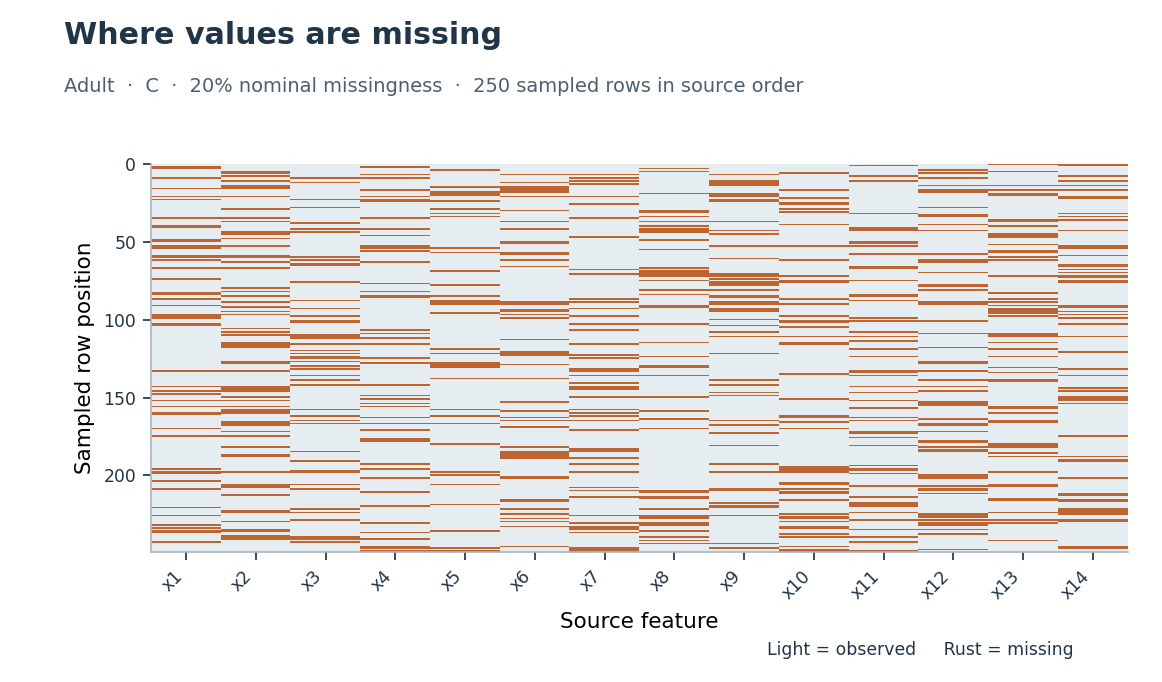 Where values are missing
Adult · C · 20% nominal missingness · 250 sampled rows in source order
0
50
100
150
200
Sampled row position
x1 x2 x3 x4 x5 x6 x7 x8 x9 x10 x11 x12 x13 x14
Source feature
Light = observed Rust = missing